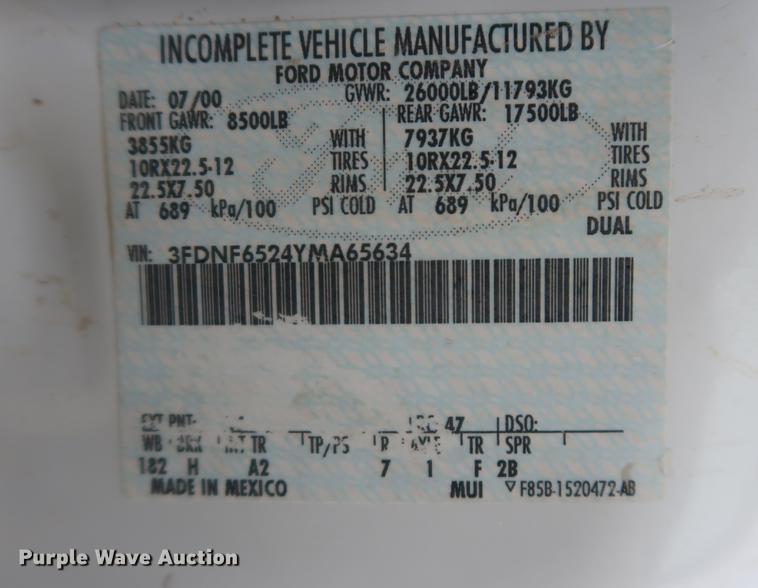 INCOMPLETE VEHICLE MANUFACTURED BY
FORD MOTOR COMPANY
DATE: 07/00 GVWR: 26000LB/11793KG
FRONT GAWR: 8500LB REAR GAWR: 17500LB
3855KG WITH 7937KG WITH
10RX22.5-12 TIRES 10RX22.5-12 TIRES
22.5X7.50 RIMS 22.5X7.50 RIMS
AT 689 kPa/100 PSI COLD AT 689 kPa/100 PSI COLD
DUAL
VIN: 3FDNF6524YMA65634
EXT PNT: 47 DSO:
WB TR TP/PS R AXLE TR SPR
182 H A2 7 1 F 2B
MADE IN MEXICO MUI F85B-1520472-AB
Purple Wave Auction